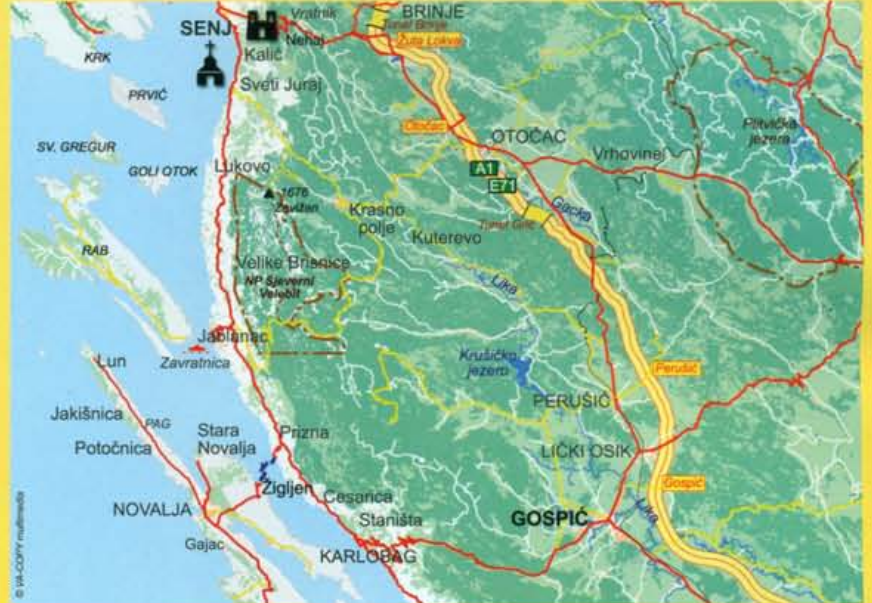 SENJ
Vratnik
BRINJE
Tunel Brinje
Nehaj
Žuta Lokva
Kalić
KRK
Sveti Juraj
PRVIĆ
Otočac
Plitvička
jezera
SV. GREGUR
OTOČAC
Vrhovinej
GOLI OTOK
Lukovo
A1
E71
1676
Zavižan
Krasno
polje
Gacka
Tunel Grič
Kuterevo
RAB
Velike Brisnice
NP Sjeverni
Velebit
Lika
Jablanac
Zavratnica
Lun
Krušičko
jezero
Perušić
PERUŠIĆ
Jakišnica
PAG
Stara
Novalja
Prizna
Potočnica
LIČKI OSIK
Žigljen
Cesarica
Gospić
NOVALJA
Staništa
GOSPIĆ
Lika
Gajac
KARLOBAG
© VA-COPY multimedia